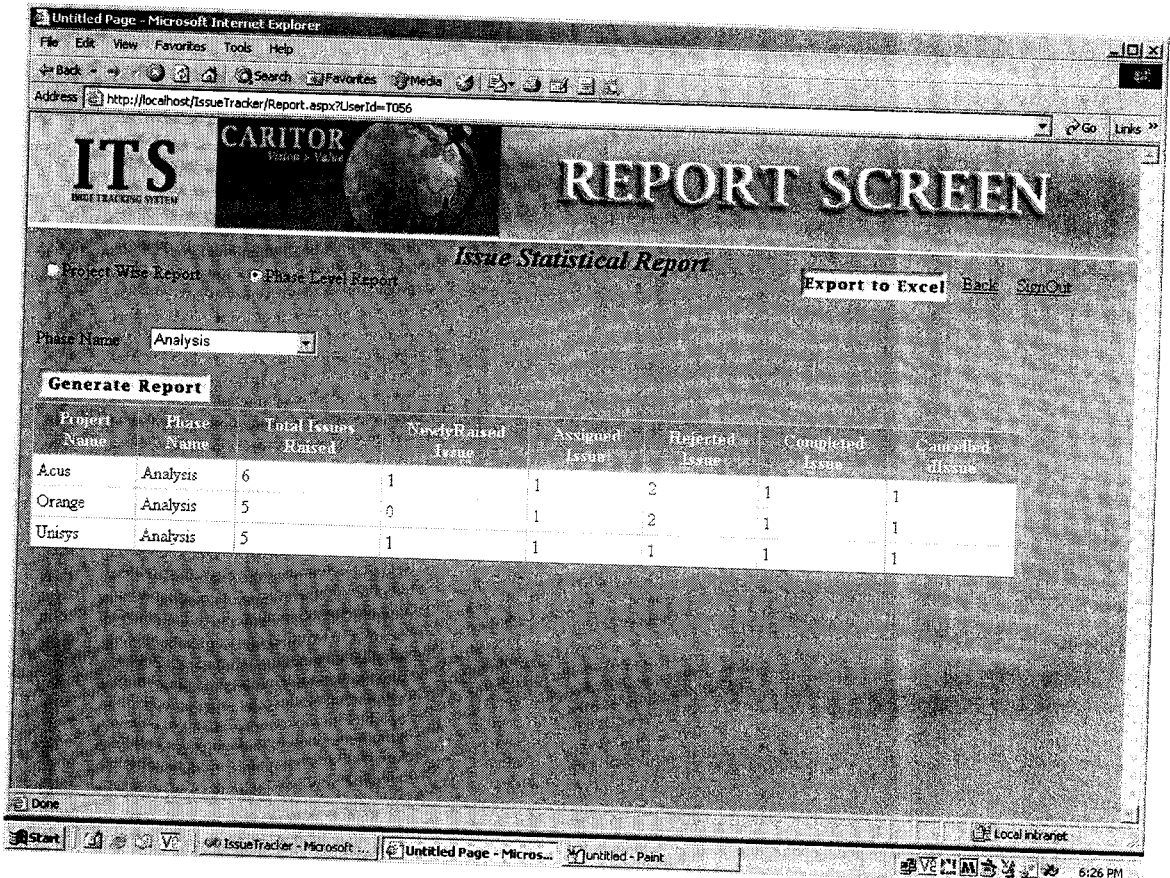 Untitled Page - Microsoft Internet Explorer
File Edit View Favorites Tools Help
Back Search Favorites Media
Address http://localhost/IssueTracker/Report.aspx?UserId=T056 Go Links »
ITS
ISSUE TRACKING SYSTEM
CARITOR
Vision > Value
REPORT SCREEN
Issue Statistical Report
Project Wise Report Phase Level Report Export to Excel Back SignOut
Phase Name Analysis
Generate Report
Project Name Phase Name Total Issues Raised NewlyRaised Issue Assigned Issue Rejected Issue Completed Issue Cancelled dIssue
Acus Analysis 6 1 1 2 1 1
Orange Analysis 5 0 1 2 1 1
Unisys Analysis 5 1 1 1 1 1
Done Local intranet
Start IssueTracker - Microsoft ... Untitled Page - Micros... untitled - Paint 6:26 PM